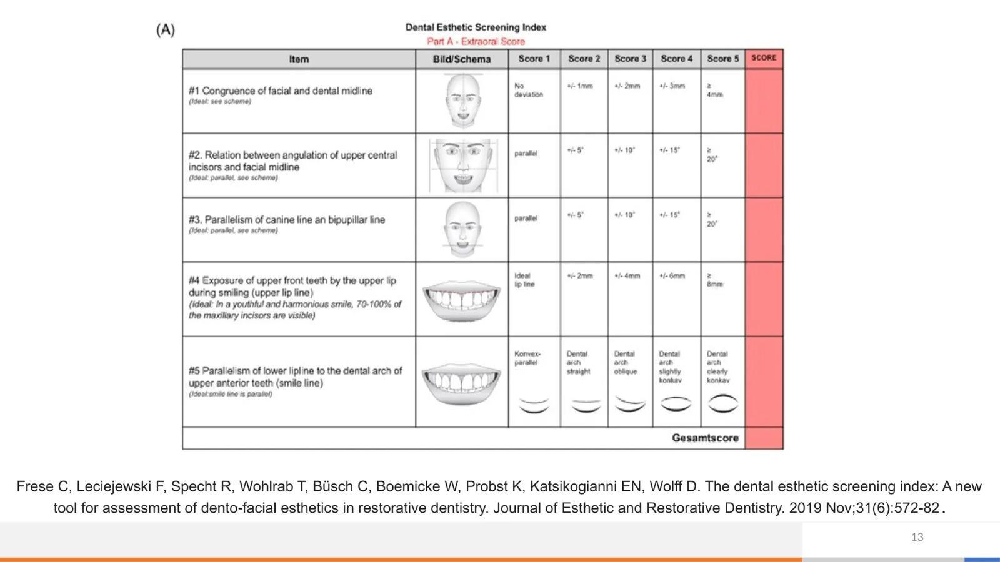 (A)
Dental Esthetic Screening Index
Part A - Extraoral Score
Item Bild/Schema Score 1 Score 2 Score 3 Score 4 Score 5 SCORE
#1 Congruence of facial and dental midline
(Ideal: see scheme)
No
deviation
+/- 1mm
+/- 2mm
+/- 3mm
≥
4mm
#2. Relation between angulation of upper central
incisors and facial midline
(Ideal: parallel, see scheme)
parallel
+/- 5°
+/- 10°
+/- 15°
≥
20°
#3. Parallelism of canine line an bipupillar line
(Ideal: parallel, see scheme)
parallel
+/- 5°
+/- 10°
+/- 15°
≥
20°
#4 Exposure of upper front teeth by the upper lip
during smiling (upper lip line)
(Ideal: In a youthful and harmonious smile, 70-100% of
the maxillary incisors are visible)
Ideal
lip line
+/- 2mm
+/- 4mm
+/- 6mm
≥
8mm
#5 Parallelism of lower lipline to the dental arch of
upper anterior teeth (smile line)
(Ideal:smile line is parallel)
Konvex-
parallel
Dental
arch
straight
Dental
arch
oblique
Dental
arch
slightly
konkav
Dental
arch
clearly
konkav
Gesamtscore
Frese C, Leciejewski F, Specht R, Wohlrab T, Büsch C, Boemicke W, Probst K, Katsikogianni EN, Wolff D. The dental esthetic screening index: A new
tool for assessment of dento-facial esthetics in restorative dentistry. Journal of Esthetic and Restorative Dentistry. 2019 Nov;31(6):572-82.
13